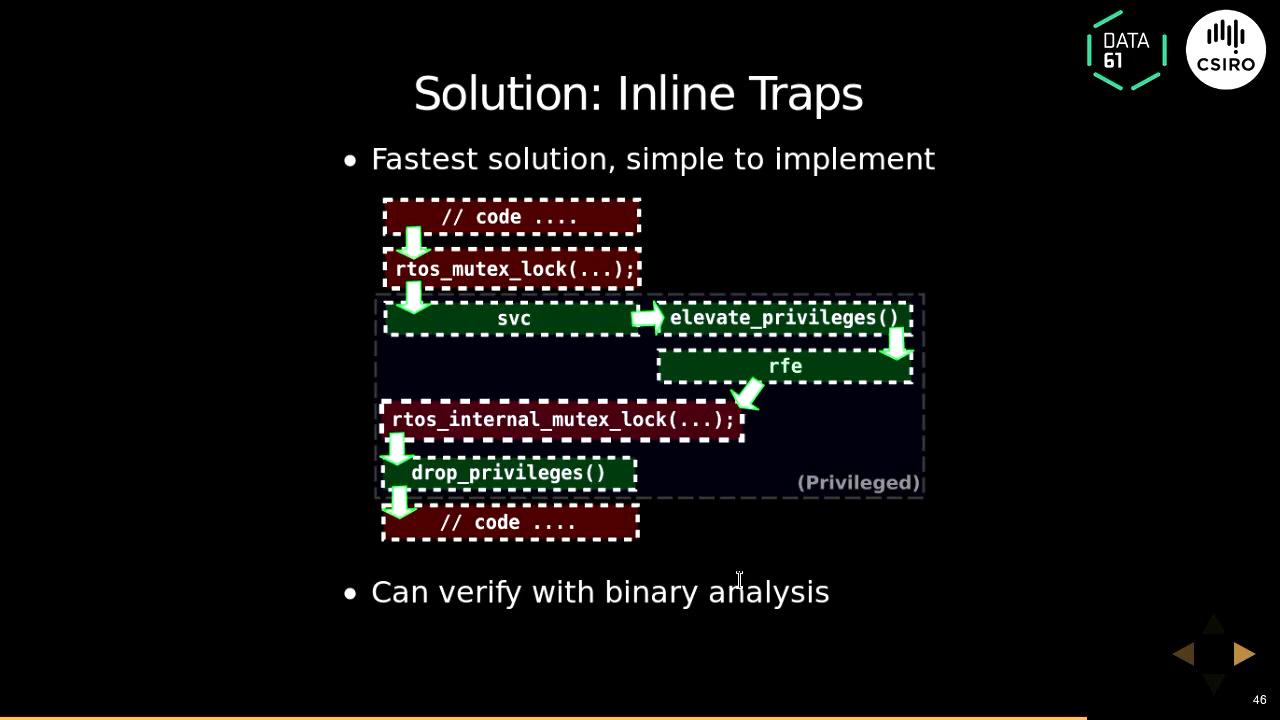 DATA
61
CSIRO
Solution: Inline Traps
• Fastest solution, simple to implement
// code ....
rtos_mutex_lock(...);
svc
elevate_privileges()
rfe
rtos_internal_mutex_lock(...);
drop_privileges()
(Privileged)
// code ....
• Can verify with binary analysis
46